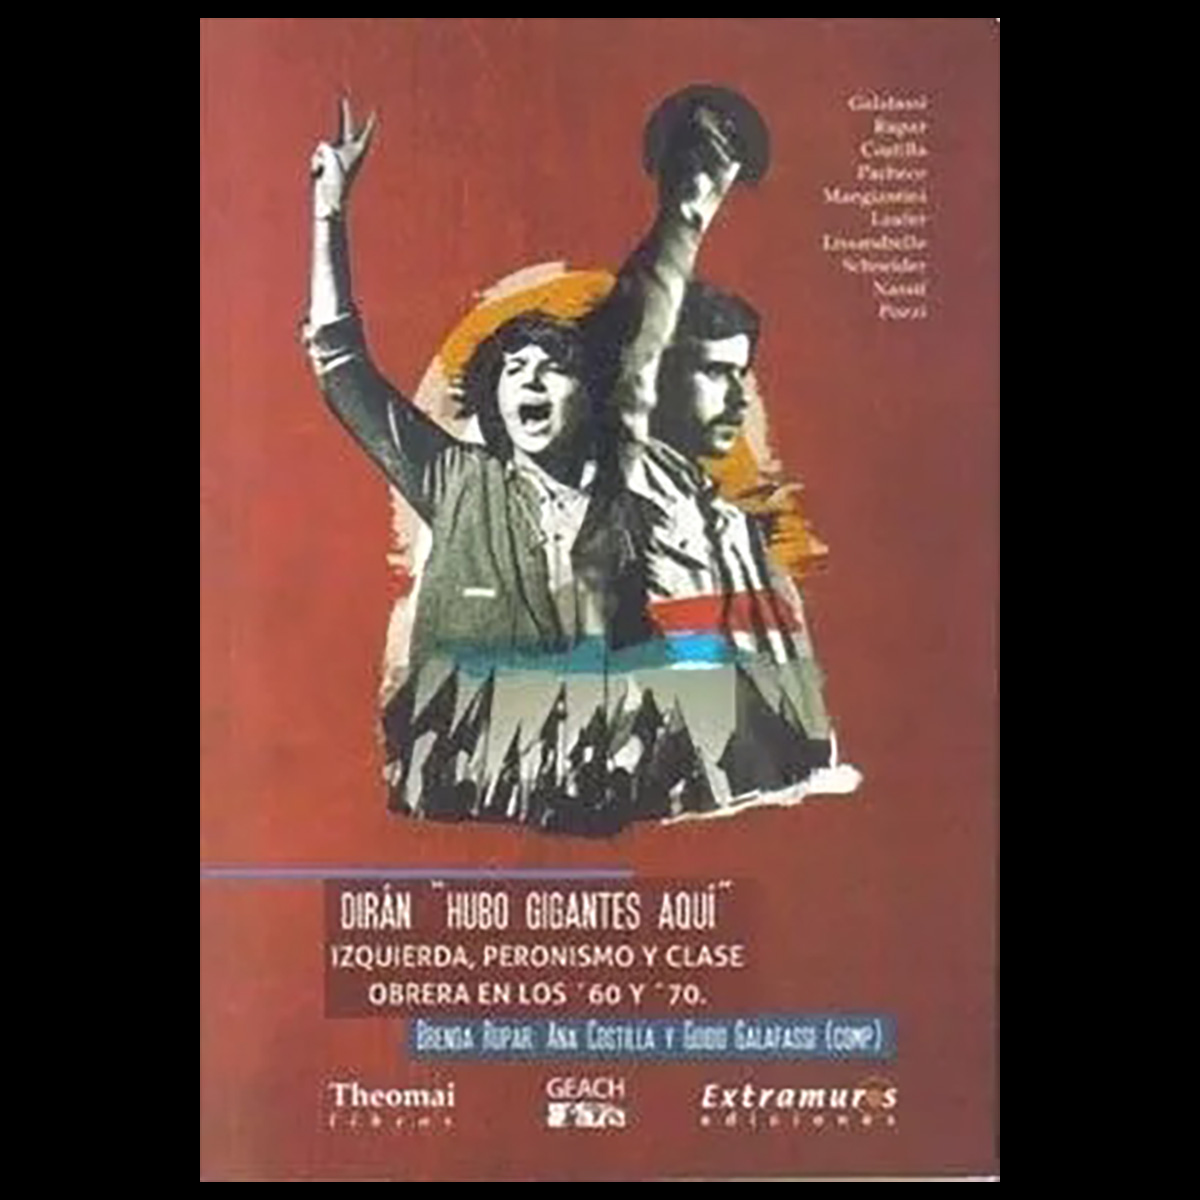 Galafassi
Rupar
Costilla
Pacheco
Mangiantini
Laufer
Lissandrello
Schneider
Nassif
Pozzi
DIRÁN "HUBO GIGANTES AQUÍ"
IZQUIERDA, PERONISMO Y CLASE
OBRERA EN LOS ´60 Y ´70.
BRENDA RUPAR, ANA COSTILLA Y GUIDO GALAFASSI (COMP)
Theomai
libros
GEACH
Extramuros
ediciones